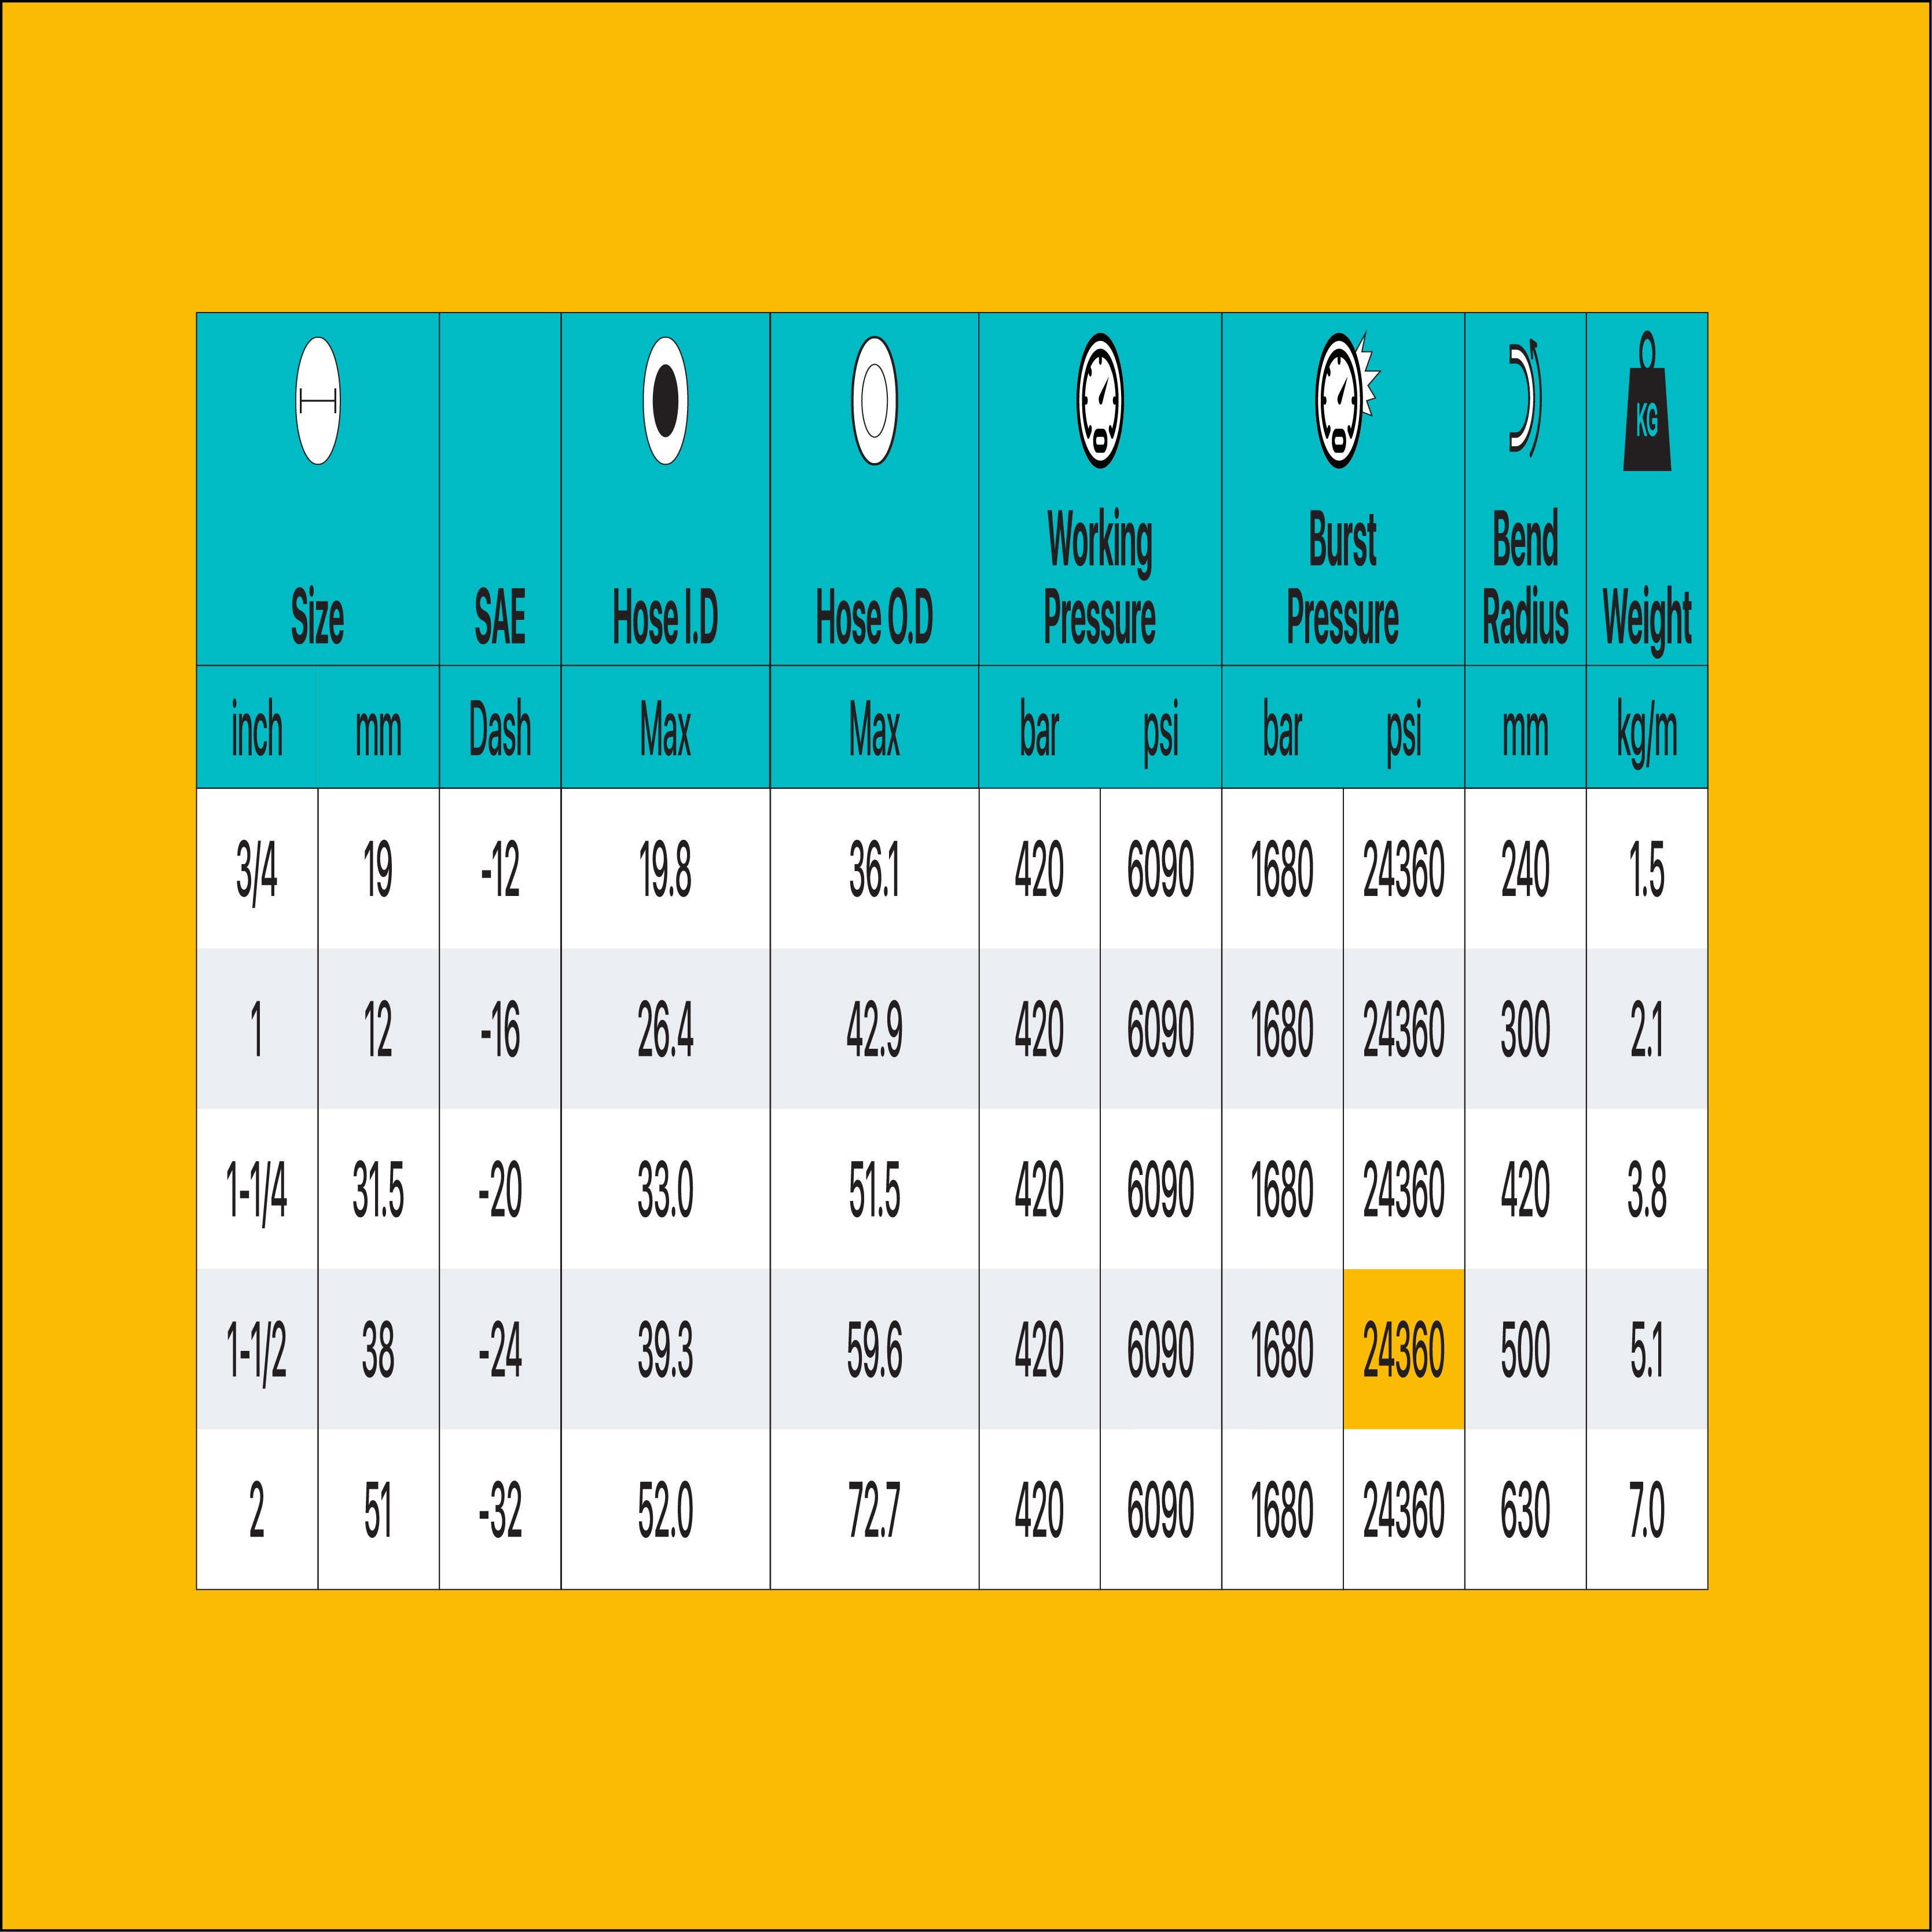 KG
Size SAE Hose I.D Hose O.D Working Pressure Burst Pressure Bend Radius Weight
inch mm Dash Max Max bar psi bar psi mm kg/m
3/4 19 -12 19.8 36.1 420 6090 1680 24360 240 1.5
1 12 -16 26.4 42.9 420 6090 1680 24360 300 2.1
1-1/4 31.5 -20 33.0 51.5 420 6090 1680 24360 420 3.8
1-1/2 38 -24 39.3 59.6 420 6090 1680 24360 500 5.1
2 51 -32 52.0 72.7 420 6090 1680 24360 630 7.0